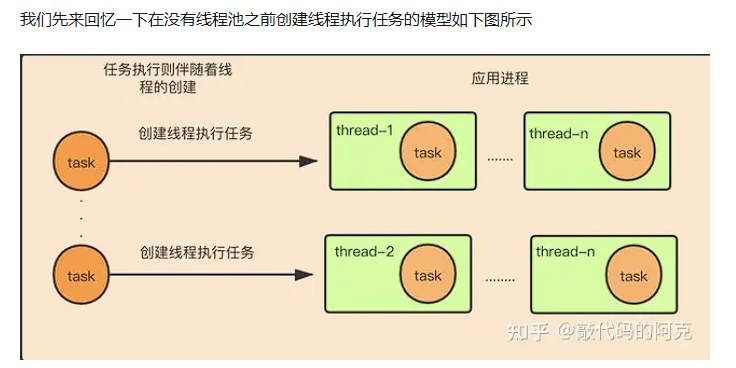 我们先来回忆一下在没有线程池之前创建线程执行任务的模型如下图所示
任务执行则伴随着线
程的创建
应用进程
task
创建线程执行任务
thread-1
task
.......
thread-n
task
task
创建线程执行任务
thread-2
task
........
thread-n
task
知乎 @敲代码的阿克